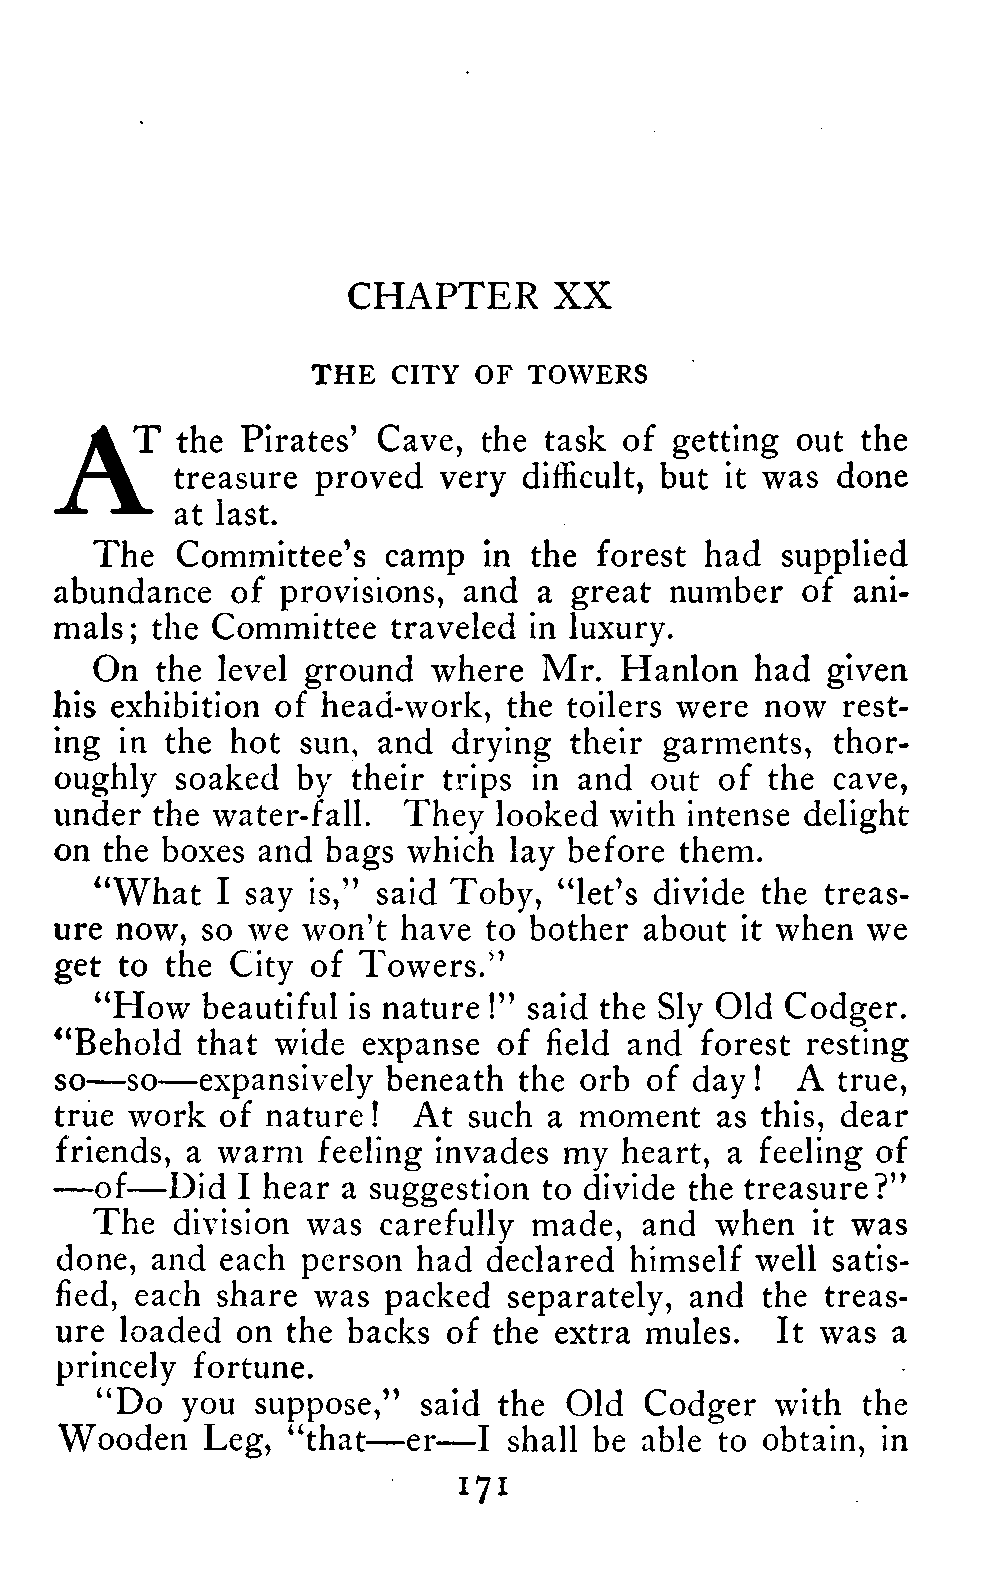 CHAPTER XX
THE CITY OF TOWERS
AT the Pirates' Cave, the task of getting out the
treasure proved very difficult, but it was done
at last.
The Committee's camp in the forest had supplied
abundance of provisions, and a great number of ani-
mals; the Committee traveled in luxury.
On the level ground where Mr. Hanlon had given
his exhibition of head-work, the toilers were now rest-
ing in the hot sun, and drying their garments, thor-
oughly soaked by their trips in and out of the cave,
under the water-fall. They looked with intense delight
on the boxes and bags which lay before them.
"What I say is," said Toby, "let's divide the treas-
ure now, so we won't have to bother about it when we
get to the City of Towers."
"How beautiful is nature!" said the Sly Old Codger.
"Behold that wide expanse of field and forest resting
so—so—expansively beneath the orb of day! A true,
true work of nature! At such a moment as this, dear
friends, a warm feeling invades my heart, a feeling of
—of—Did I hear a suggestion to divide the treasure?"
The division was carefully made, and when it was
done, and each person had declared himself well satis-
fied, each share was packed separately, and the treas-
ure loaded on the backs of the extra mules. It was a
princely fortune.
"Do you suppose," said the Old Codger with the
Wooden Leg, "that—er—I shall be able to obtain, in
171